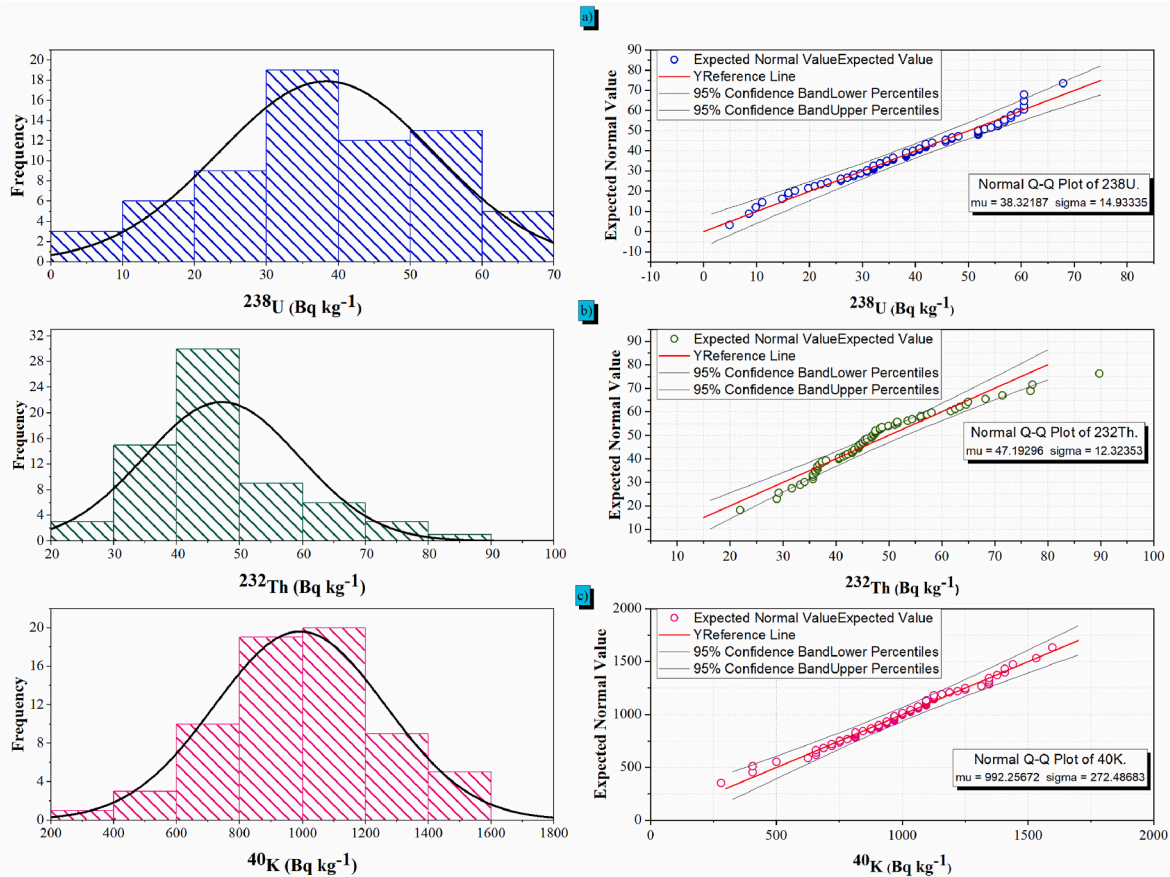 a)
20
18
16
14
12
10
8
6
4
2
0
Frequency
0 10 20 30 40 50 60 70
238U (Bq kg-1)
90
80
70
60
50
40
30
20
10
0
-10
Expected Normal Value
Expected Normal ValueExpected Value
YReference Line
95% Confidence BandLower Percentiles
95% Confidence BandUpper Percentiles
Normal Q-Q Plot of 238U.
mu = 38.32187 sigma = 14.93335
-10 0 10 20 30 40 50 60 70 80
238U (Bq kg-1)
b)
32
28
24
20
16
12
8
4
0
Frequency
20 30 40 50 60 70 80 90 100
232Th (Bq kg-1)
90
80
70
60
50
40
30
20
10
Expected Normal Value
Expected Normal ValueExpected Value
YReference Line
95% Confidence BandLower Percentiles
95% Confidence BandUpper Percentiles
Normal Q-Q Plot of 232Th.
mu = 47.19296 sigma = 12.32353
10 20 30 40 50 60 70 80 90 100
232Th (Bq kg-1)
c)
20
16
12
8
4
0
Frequency
200 400 600 800 1000 1200 1400 1600 1800
40K (Bq kg-1)
2000
1500
1000
500
0
Expected Normal Value
Expected Normal ValueExpected Value
YReference Line
95% Confidence BandLower Percentiles
95% Confidence BandUpper Percentiles
Normal Q-Q Plot of 40K.
mu = 992.25672 sigma = 272.48683
0 500 1000 1500 2000
40K (Bq kg-1)